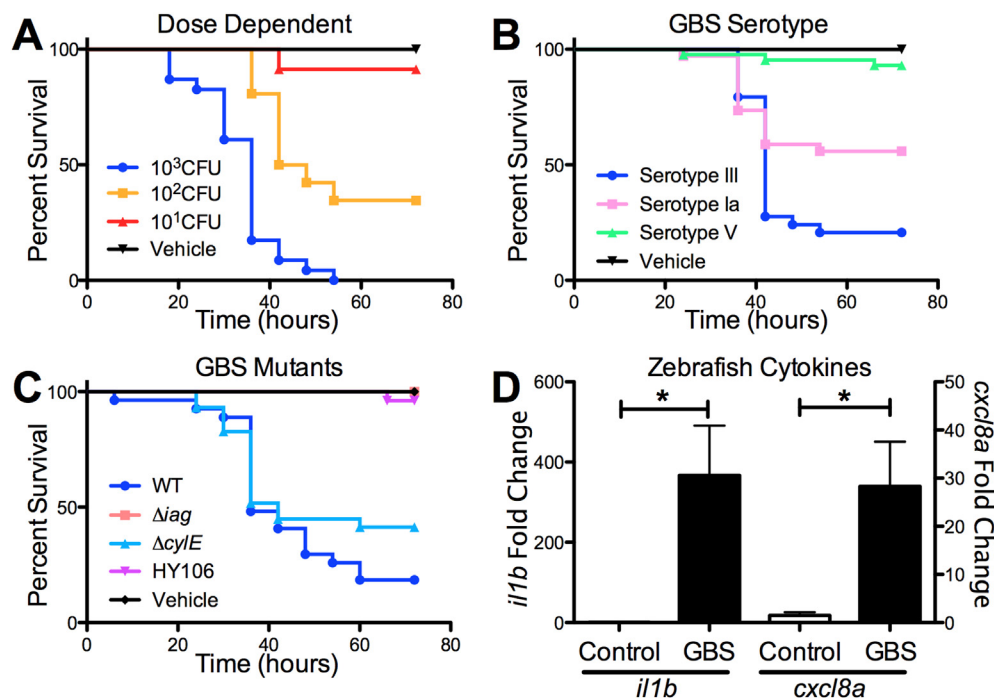 A
Dose Dependent
Percent Survival
100
50
0
10³CFU
10²CFU
10¹CFU
Vehicle
0 20 40 60 80
Time (hours)
B
GBS Serotype
Percent Survival
100
50
0
Serotype III
Serotype Ia
Serotype V
Vehicle
0 20 40 60 80
Time (hours)
C
GBS Mutants
Percent Survival
100
50
0
WT
Δiag
ΔcylE
HY106
Vehicle
0 20 40 60 80
Time (hours)
D
Zebrafish Cytokines
il1b Fold Change
600
400
200
0
* *
50
40
30
20
10
0
cxcl8a Fold Change
Control GBS Control GBS
il1b cxcl8a